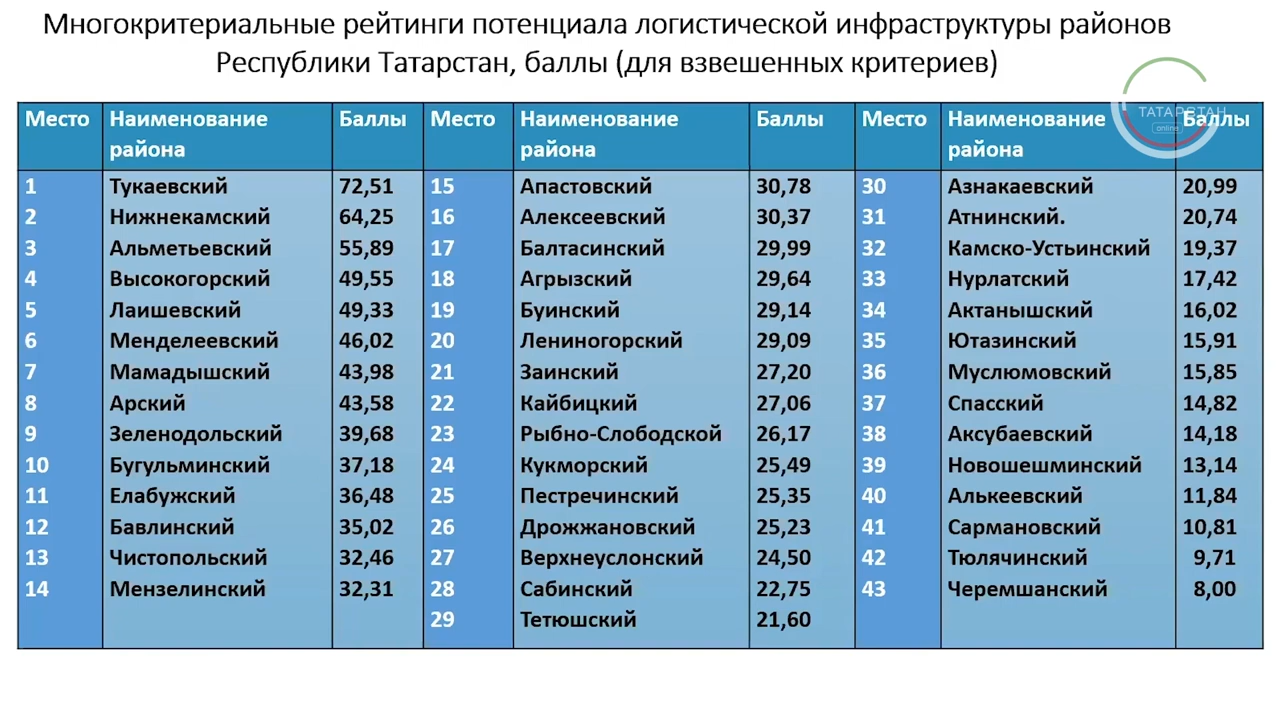 Многокритериальные рейтинги потенциала логистической инфраструктуры районов
Республики Татарстан, баллы (для взвешенных критериев)
ТАТАРСТАН
online
Место Наименование района Баллы Место Наименование района Баллы Место Наименование района Баллы
1 Тукаевский 72,51 15 Апастовский 30,78 30 Азнакаевский 20,99
2 Нижнекамский 64,25 16 Алексеевский 30,37 31 Атнинский. 20,74
3 Альметьевский 55,89 17 Балтасинский 29,99 32 Камско-Устьинский 19,37
4 Высокогорский 49,55 18 Агрызский 29,64 33 Нурлатский 17,42
5 Лаишевский 49,33 19 Буинский 29,14 34 Актанышский 16,02
6 Менделеевский 46,02 20 Лениногорский 29,09 35 Ютазинский 15,91
7 Мамадышский 43,98 21 Заинский 27,20 36 Муслюмовский 15,85
8 Арский 43,58 22 Кайбицкий 27,06 37 Спасский 14,82
9 Зеленодольский 39,68 23 Рыбно-Слободской 26,17 38 Аксубаевский 14,18
10 Бугульминский 37,18 24 Кукморский 25,49 39 Новошешминский 13,14
11 Елабужский 36,48 25 Пестречинский 25,35 40 Алькеевский 11,84
12 Бавлинский 35,02 26 Дрожжановский 25,23 41 Сармановский 10,81
13 Чистопольский 32,46 27 Верхнеуслонский 24,50 42 Тюлячинский 9,71
14 Мензелинский 32,31 28 Сабинский 22,75 43 Черемшанский 8,00
29 Тетюшский 21,60